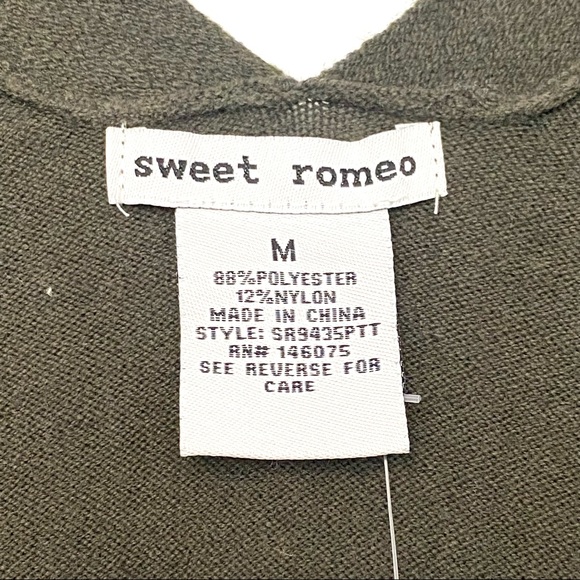 sweet romeo
M
88%POLYESTER
12%NYLON
MADE IN CHINA
STYLE: SR9435PTT
RN# 146075
SEE REVERSE FOR
CARE